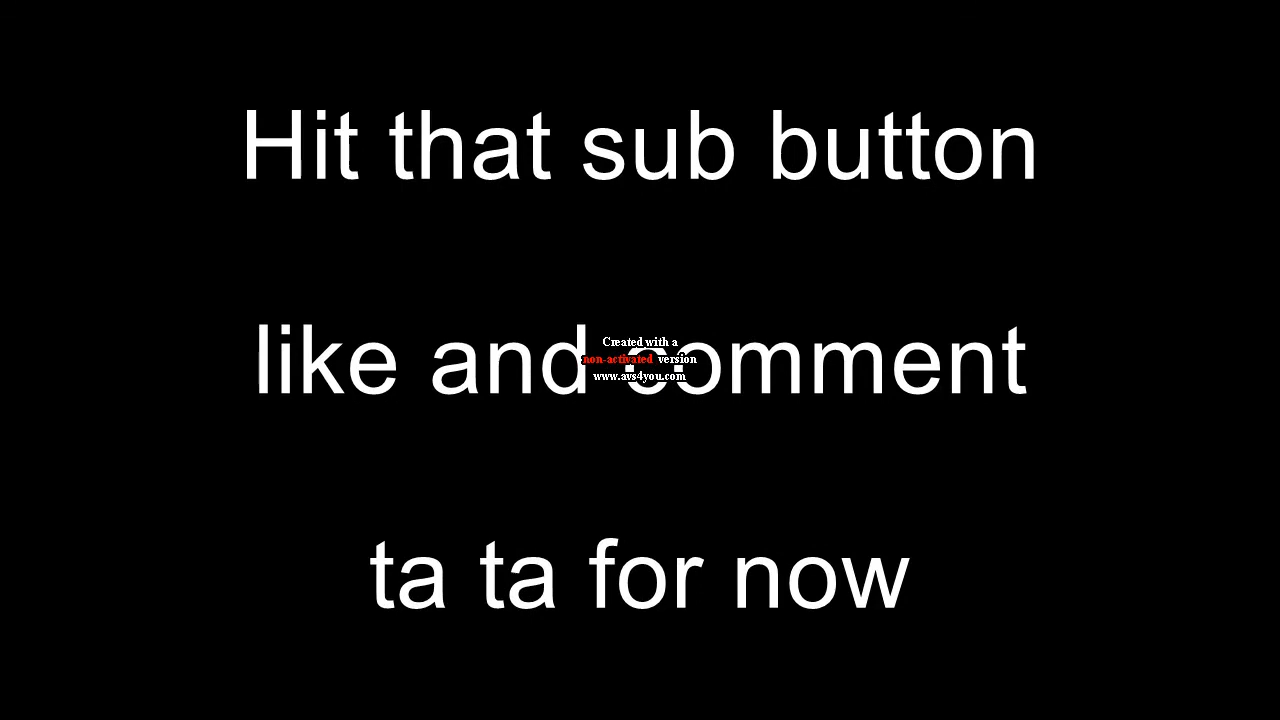 Hit that sub button
like and comment
Created with a
non-activated version
www.avs4you.com
ta ta for now